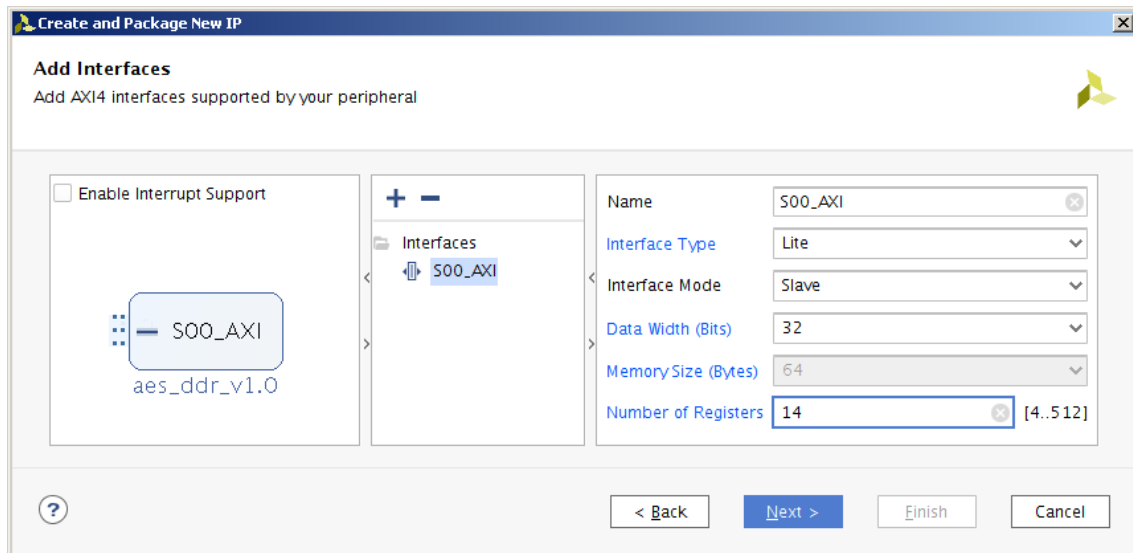 Create and Package New IP
Add Interfaces
Add AXI4 interfaces supported by your peripheral
Enable Interrupt Support
S00_AXI
aes_ddr_v1.0
Interfaces
S00_AXI
Name S00_AXI
Interface Type Lite
Interface Mode Slave
Data Width (Bits) 32
Memory Size (Bytes) 64
Number of Registers 14 [4..512]
? < Back Next > Finish Cancel